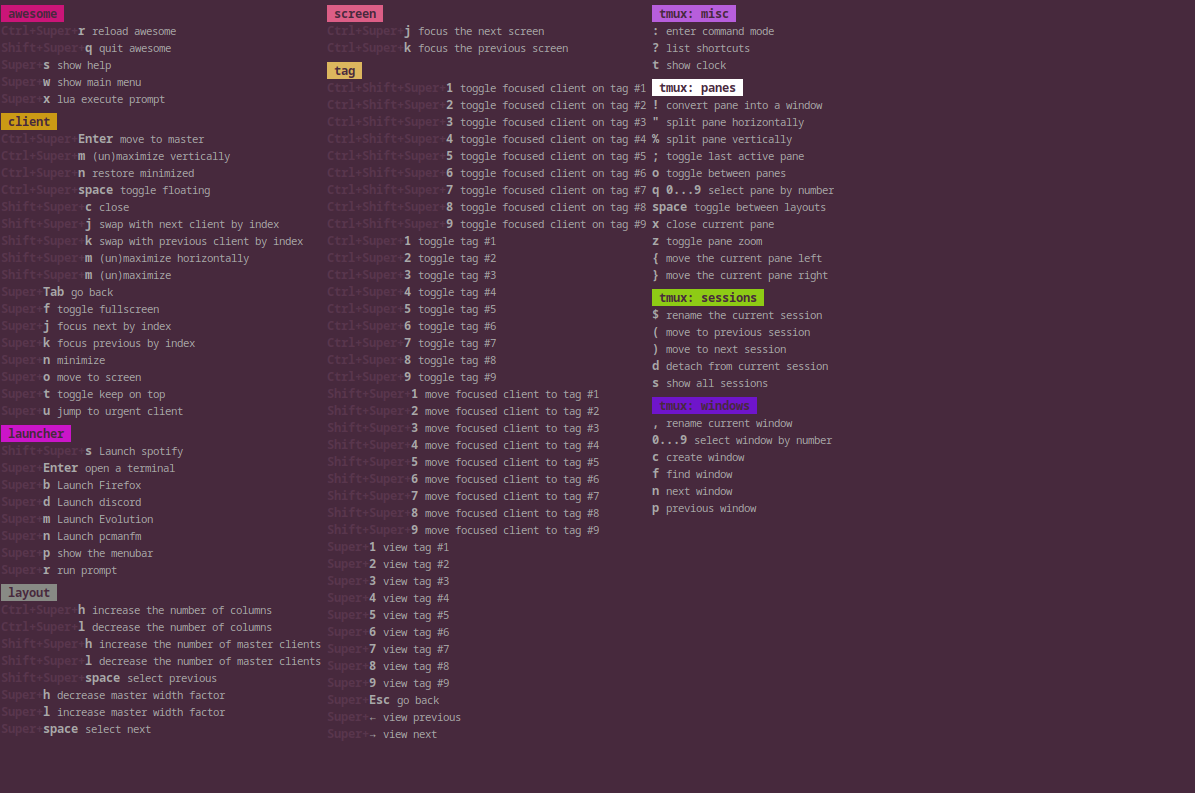 awesome
Ctrl+Super+r reload awesome
Shift+Super+q quit awesome
Super+s show help
Super+w show main menu
Super+x lua execute prompt
client
Ctrl+Super+Enter move to master
Ctrl+Super+m (un)maximize vertically
Ctrl+Super+n restore minimized
Ctrl+Super+space toggle floating
Shift+Super+c close
Shift+Super+j swap with next client by index
Shift+Super+k swap with previous client by index
Shift+Super+m (un)maximize horizontally
Shift+Super+m (un)maximize
Super+Tab go back
Super+f toggle fullscreen
Super+j focus next by index
Super+k focus previous by index
Super+n minimize
Super+o move to screen
Super+t toggle keep on top
Super+u jump to urgent client
launcher
Shift+Super+s Launch spotify
Super+Enter open a terminal
Super+b Launch Firefox
Super+d Launch discord
Super+m Launch Evolution
Super+n Launch pcmanfm
Super+p show the menubar
Super+r run prompt
layout
Ctrl+Super+h increase the number of columns
Ctrl+Super+l decrease the number of columns
Shift+Super+h increase the number of master clients
Shift+Super+l decrease the number of master clients
Shift+Super+space select previous
Super+h decrease master width factor
Super+l increase master width factor
Super+space select next
screen
Ctrl+Super+j focus the next screen
Ctrl+Super+k focus the previous screen
tag
Ctrl+Shift+Super+1 toggle focused client on tag #1
Ctrl+Shift+Super+2 toggle focused client on tag #2
Ctrl+Shift+Super+3 toggle focused client on tag #3
Ctrl+Shift+Super+4 toggle focused client on tag #4
Ctrl+Shift+Super+5 toggle focused client on tag #5
Ctrl+Shift+Super+6 toggle focused client on tag #6
Ctrl+Shift+Super+7 toggle focused client on tag #7
Ctrl+Shift+Super+8 toggle focused client on tag #8
Ctrl+Shift+Super+9 toggle focused client on tag #9
Ctrl+Super+1 toggle tag #1
Ctrl+Super+2 toggle tag #2
Ctrl+Super+3 toggle tag #3
Ctrl+Super+4 toggle tag #4
Ctrl+Super+5 toggle tag #5
Ctrl+Super+6 toggle tag #6
Ctrl+Super+7 toggle tag #7
Ctrl+Super+8 toggle tag #8
Ctrl+Super+9 toggle tag #9
Shift+Super+1 move focused client to tag #1
Shift+Super+2 move focused client to tag #2
Shift+Super+3 move focused client to tag #3
Shift+Super+4 move focused client to tag #4
Shift+Super+5 move focused client to tag #5
Shift+Super+6 move focused client to tag #6
Shift+Super+7 move focused client to tag #7
Shift+Super+8 move focused client to tag #8
Shift+Super+9 move focused client to tag #9
Super+1 view tag #1
Super+2 view tag #2
Super+3 view tag #3
Super+4 view tag #4
Super+5 view tag #5
Super+6 view tag #6
Super+7 view tag #7
Super+8 view tag #8
Super+9 view tag #9
Super+Esc go back
Super+← view previous
Super+→ view next
tmux: misc
: enter command mode
? list shortcuts
t show clock
tmux: panes
! convert pane into a window
" split pane horizontally
% split pane vertically
; toggle last active pane
o toggle between panes
q 0...9 select pane by number
space toggle between layouts
x close current pane
z toggle pane zoom
{ move the current pane left
} move the current pane right
tmux: sessions
$ rename the current session
( move to previous session
) move to next session
d detach from current session
s show all sessions
tmux: windows
, rename current window
0...9 select window by number
c create window
f find window
n next window
p previous window